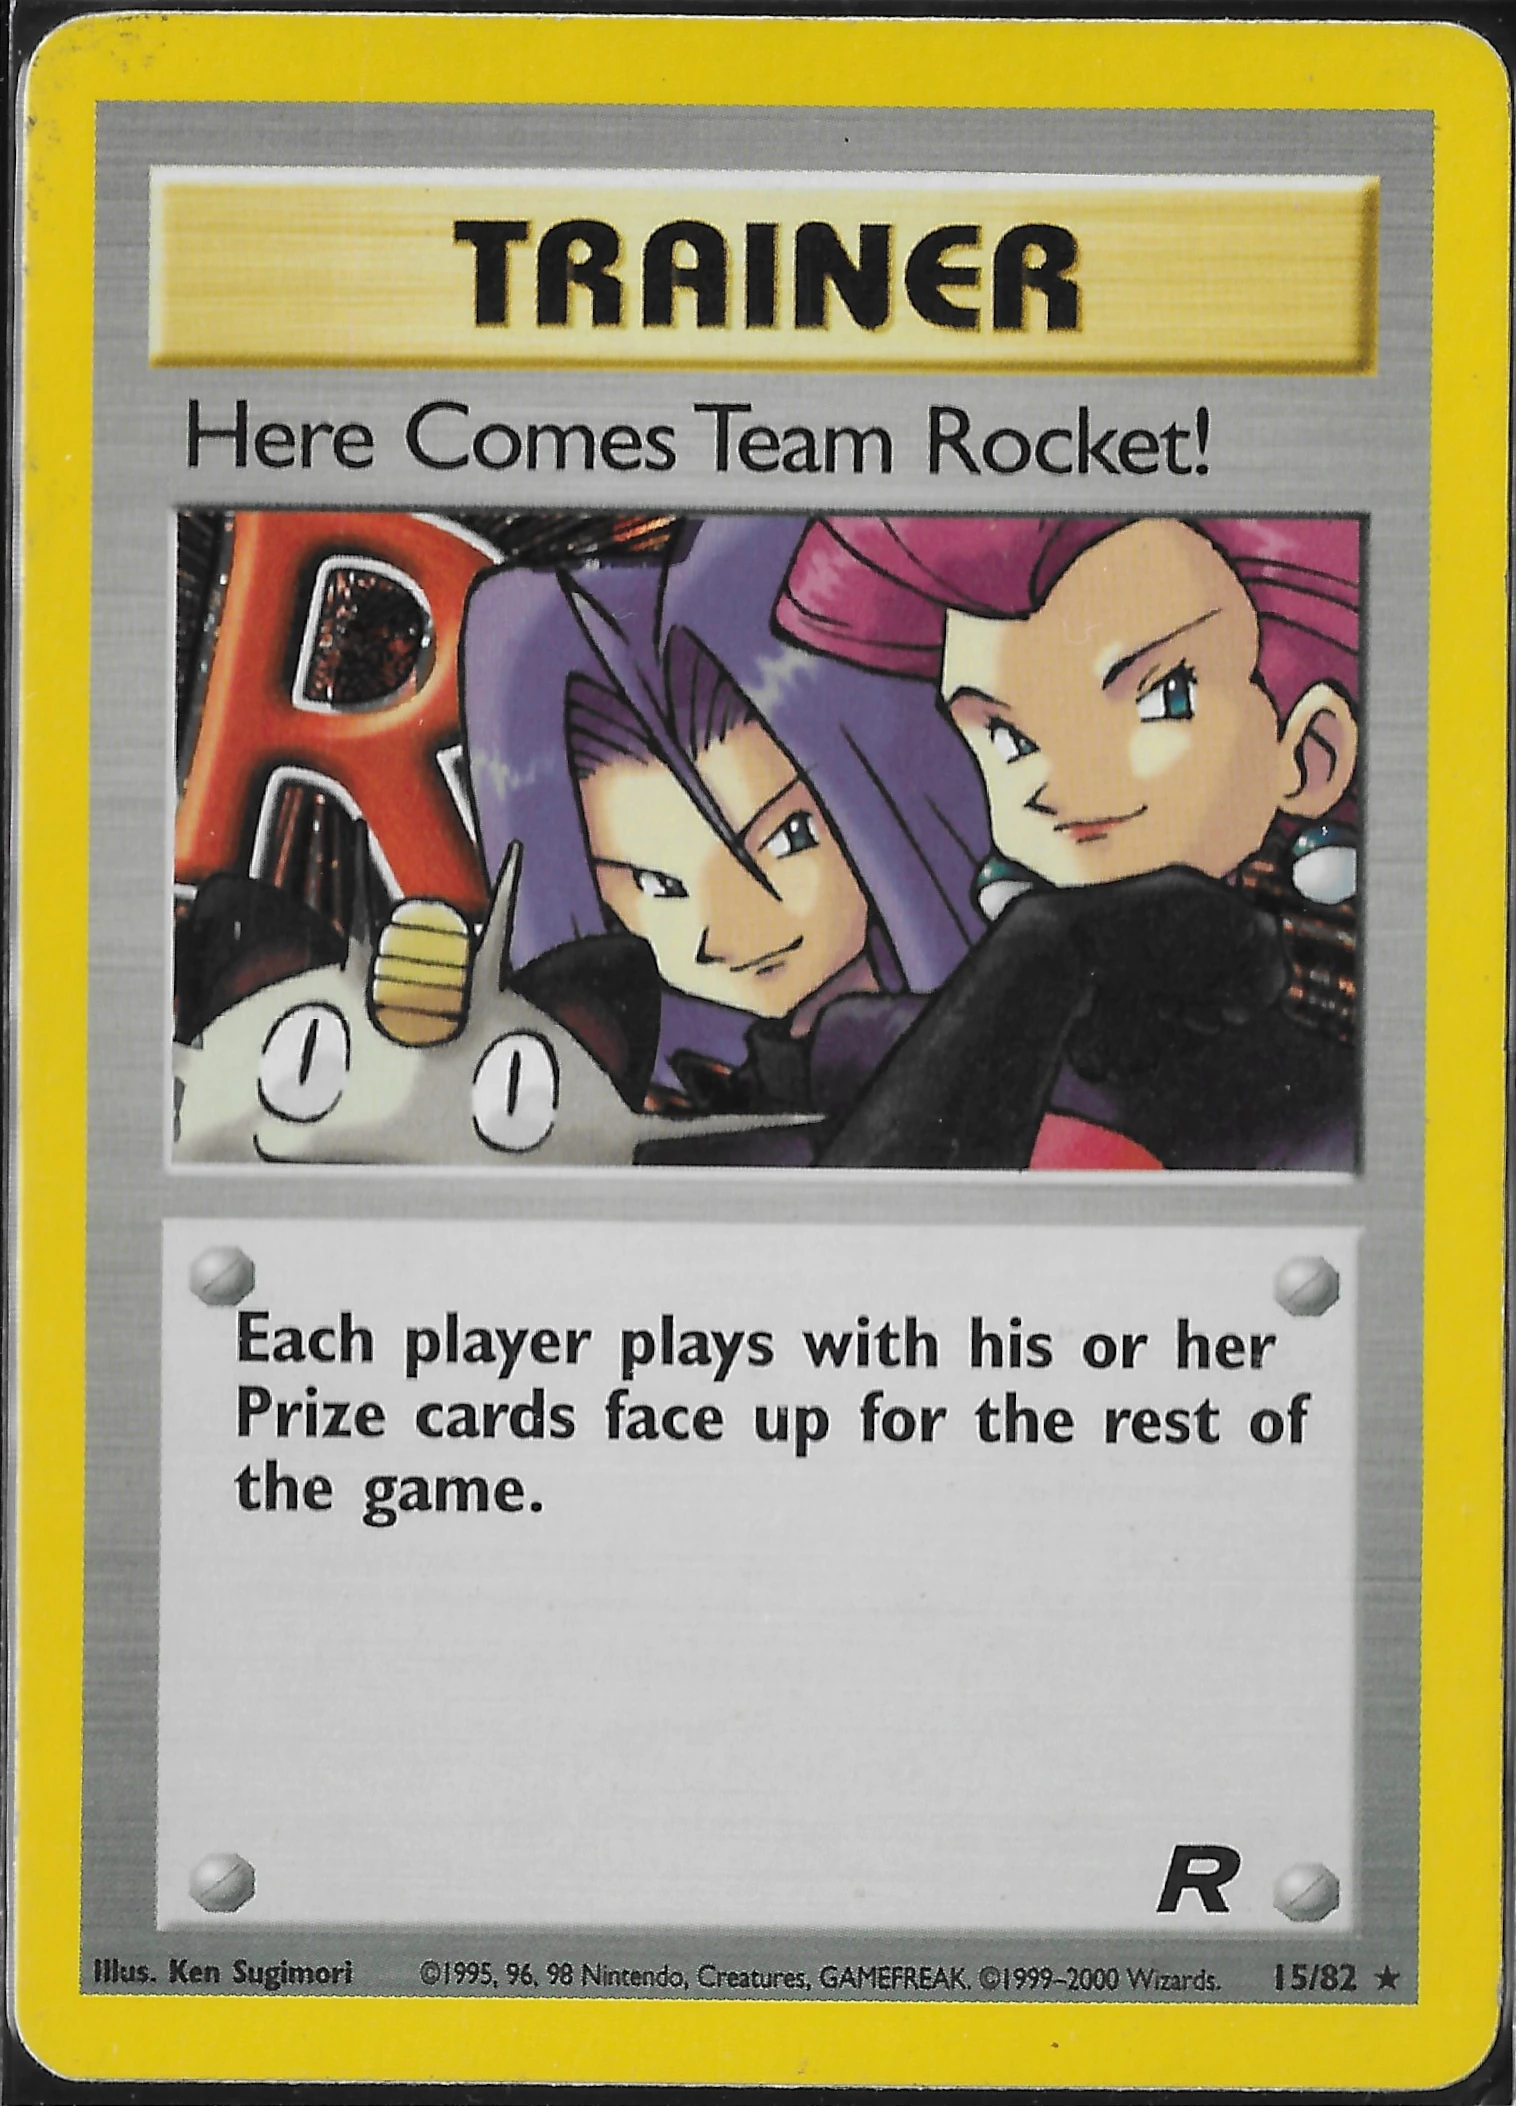 TRAINER
Here Comes Team Rocket!
R
Each player plays with his or her
Prize cards face up for the rest of
the game.
R
Illus. Ken Sugimori ©1995, 96, 98 Nintendo, Creatures, GAMEFREAK. ©1999–2000 Wizards. 15/82 ★